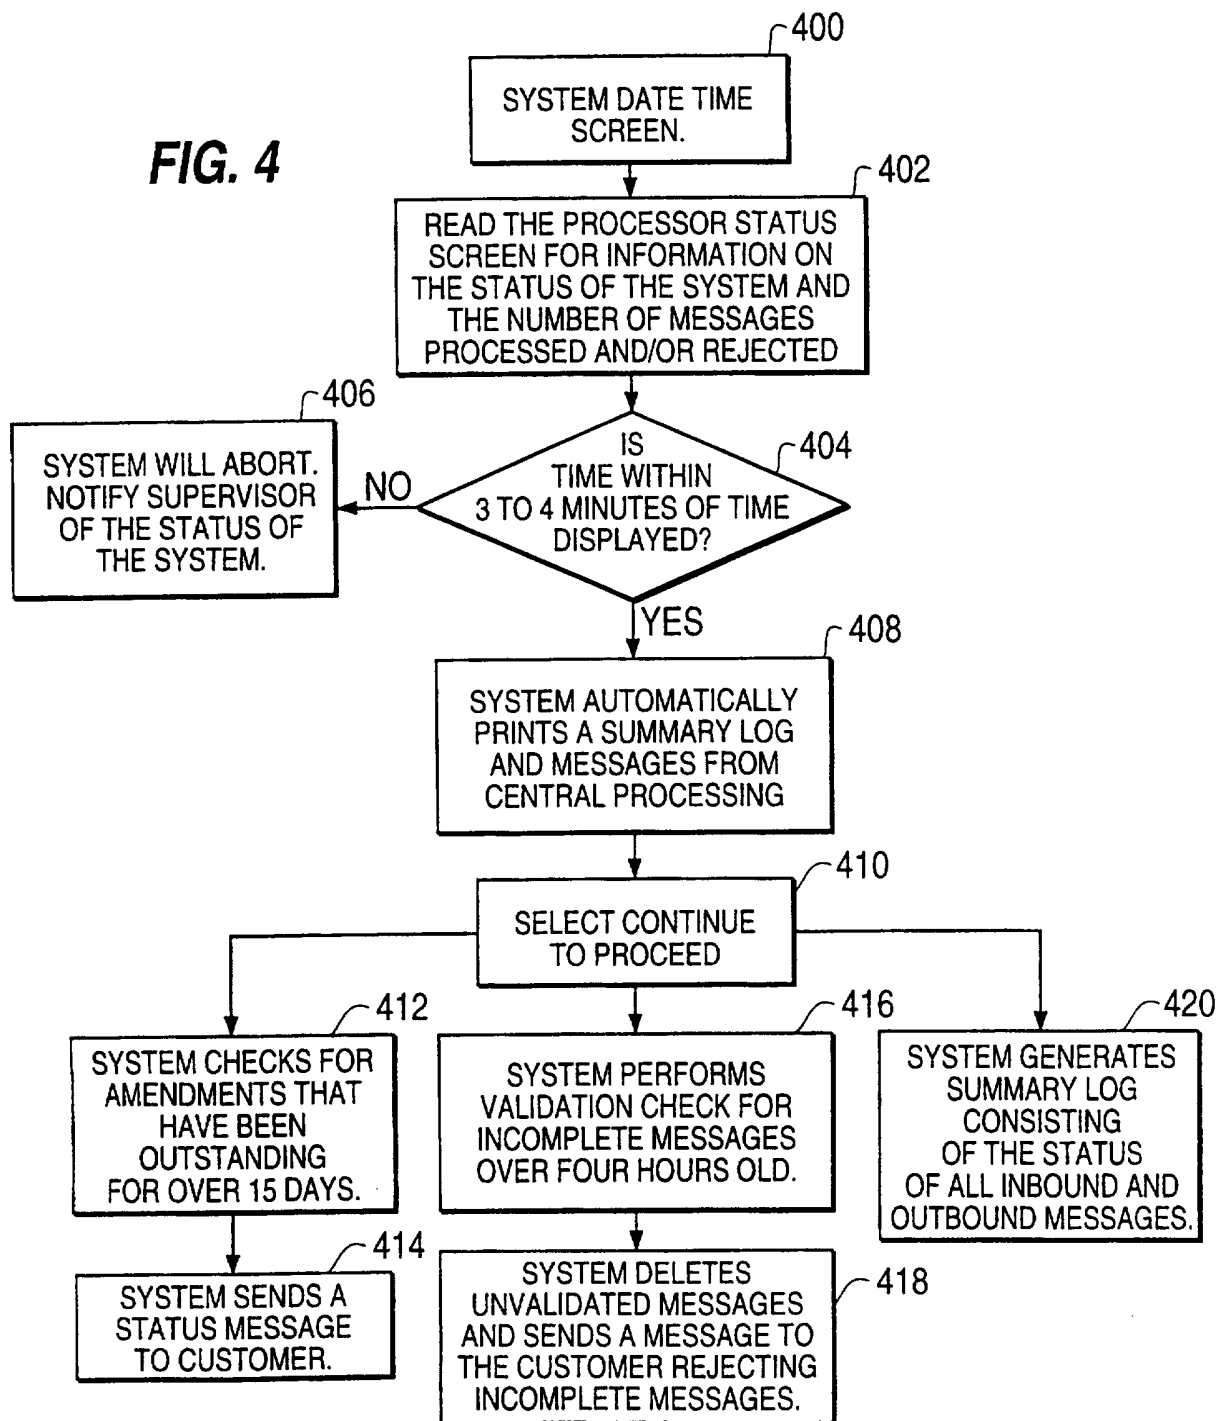 400
SYSTEM DATE TIME
SCREEN.
FIG. 4
402
READ THE PROCESSOR STATUS
SCREEN FOR INFORMATION ON
THE STATUS OF THE SYSTEM AND
THE NUMBER OF MESSAGES
PROCESSED AND/OR REJECTED
406
SYSTEM WILL ABORT.
NOTIFY SUPERVISOR
OF THE STATUS OF
THE SYSTEM.
NO
404
IS
TIME WITHIN
3 TO 4 MINUTES OF TIME
DISPLAYED?
YES
408
SYSTEM AUTOMATICALLY
PRINTS A SUMMARY LOG
AND MESSAGES FROM
CENTRAL PROCESSING
410
SELECT CONTINUE
TO PROCEED
412
SYSTEM CHECKS FOR
AMENDMENTS THAT
HAVE BEEN
OUTSTANDING
FOR OVER 15 DAYS.
414
SYSTEM SENDS A
STATUS MESSAGE
TO CUSTOMER.
416
SYSTEM PERFORMS
VALIDATION CHECK FOR
INCOMPLETE MESSAGES
OVER FOUR HOURS OLD.
418
SYSTEM DELETES
UNVALIDATED MESSAGES
AND SENDS A MESSAGE TO
THE CUSTOMER REJECTING
INCOMPLETE MESSAGES.
420
SYSTEM GENERATES
SUMMARY LOG
CONSISTING
OF THE STATUS
OF ALL INBOUND AND
OUTBOUND MESSAGES.